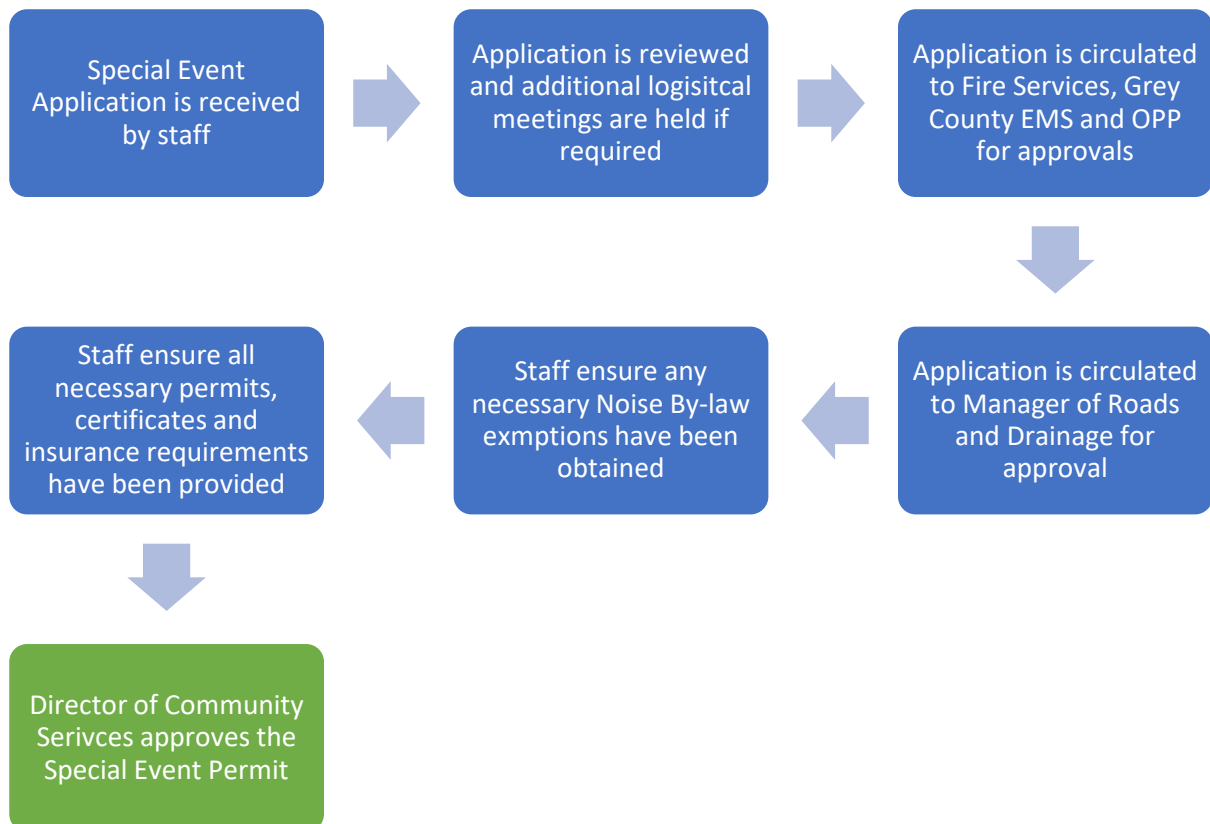 Special Event
Application is received
by staff
Application is reviewed
and additional logisitcal
meetings are held if
required
Application is circulated
to Fire Services, Grey
County EMS and OPP
for approvals
Application is circulated
to Manager of Roads
and Drainage for
approval
Staff ensure any
necessary Noise By-law
exmptions have been
obtained
Staff ensure all
necessary permits,
certificates and
insurance requirements
have been provided
Director of Community
Serivces approves the
Special Event Permit